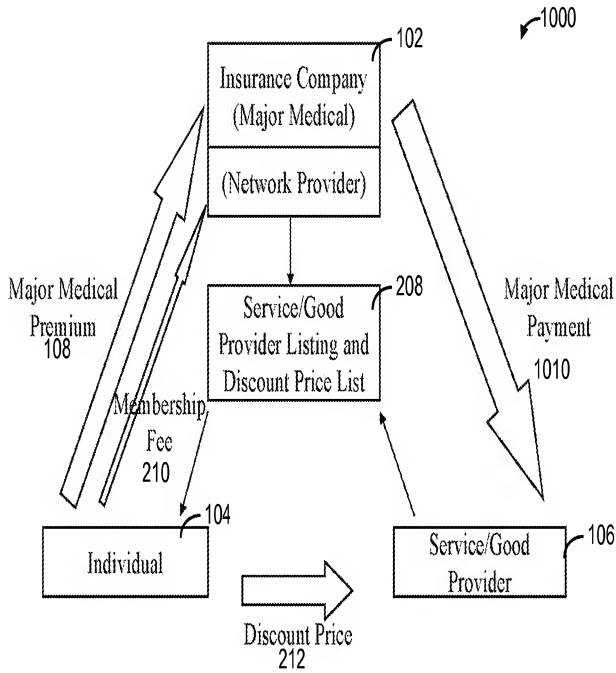 1000
102
Insurance Company
(Major Medical)
(Network Provider)
208
Service/Good
Provider Listing and
Discount Price List
Major Medical
Premium
108
Major Medical
Payment
1010
Membership
Fee
210
104
Individual
106
Service/Good
Provider
Discount Price
212